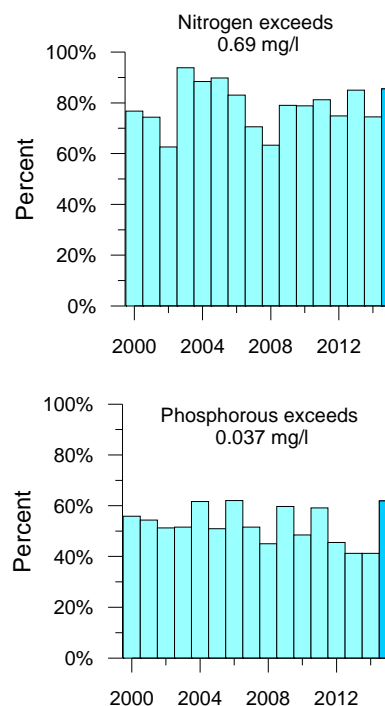 Nitrogen exceeds
0.69 mg/l
100%
80%
60%
40%
20%
0%
Percent
2000 2004 2008 2012
Phosphorous exceeds
0.037 mg/l
100%
80%
60%
40%
20%
0%
Percent
2000 2004 2008 2012